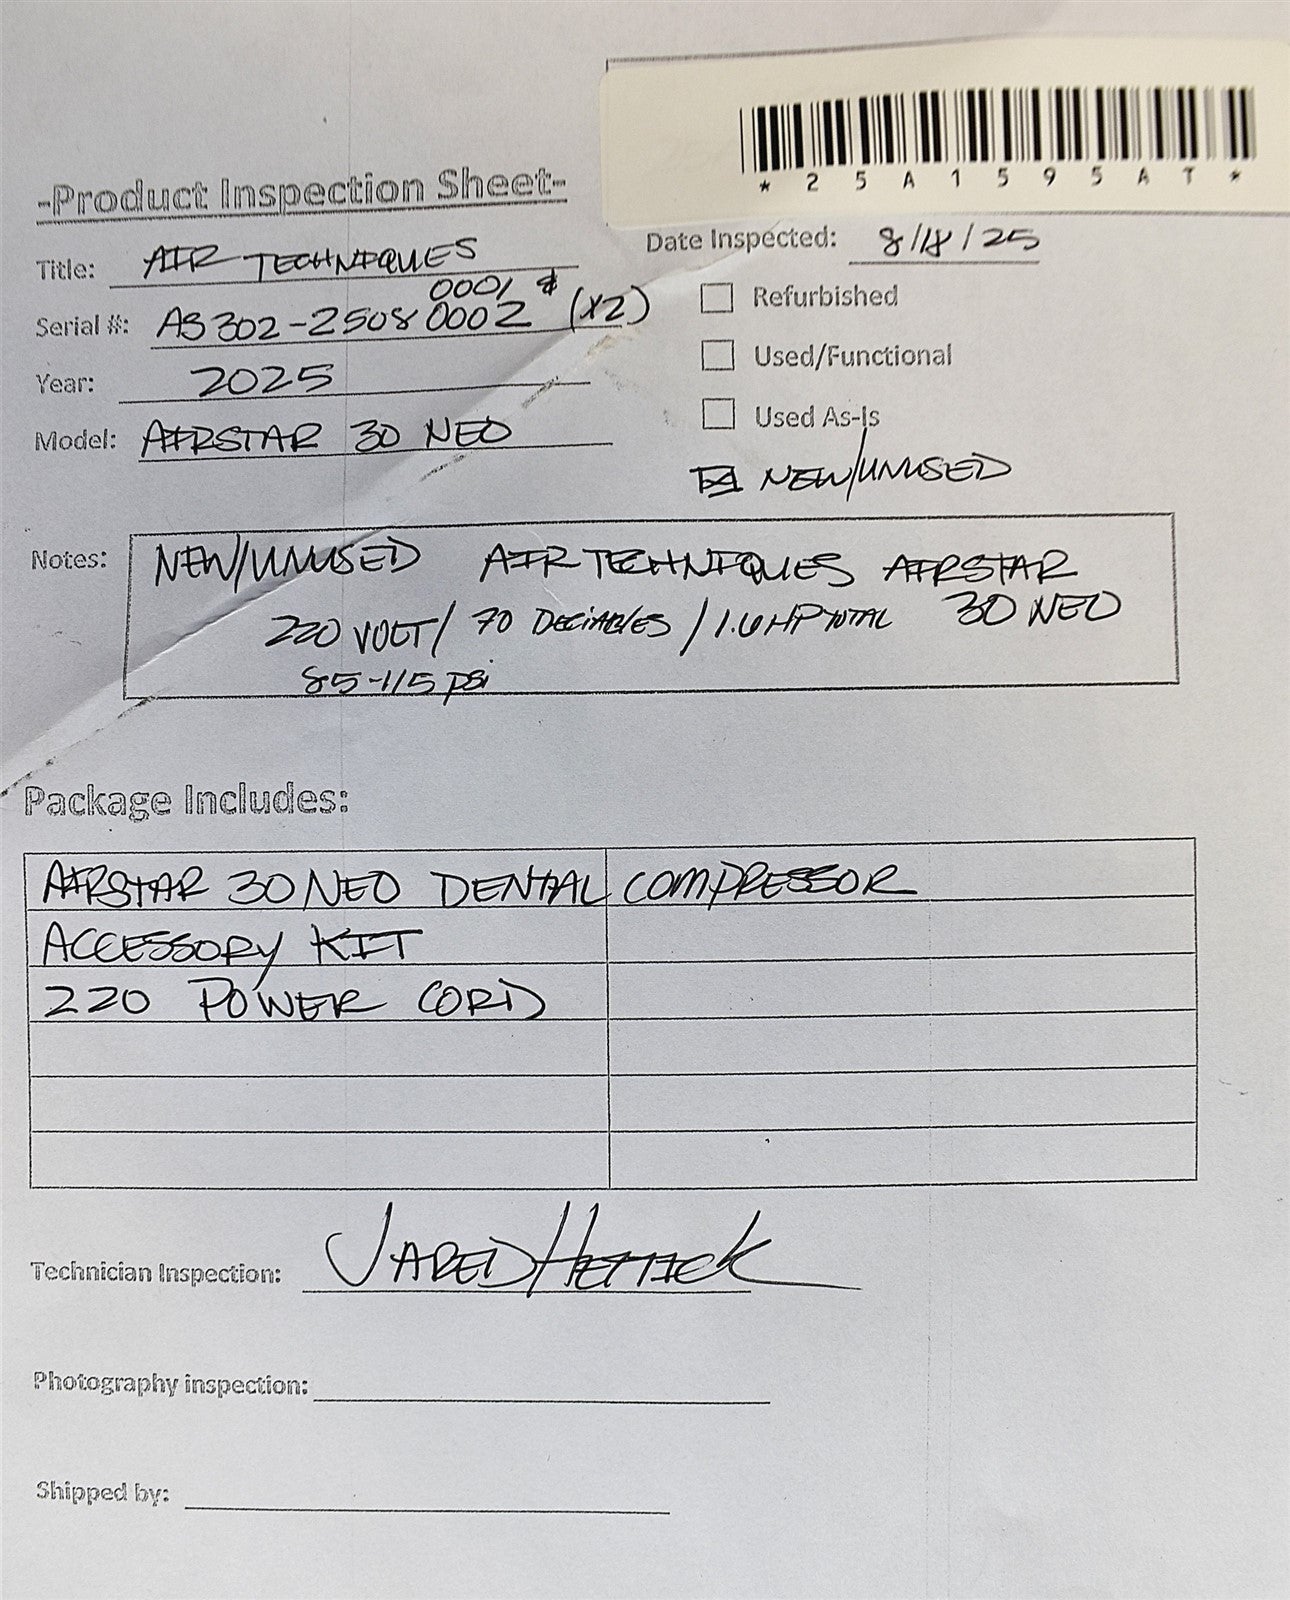 *25A1595AT*
-Product Inspection Sheet-
Title: AIR TECHNIQUES
Date Inspected: 8/18/25
0001 &
Serial #: AS302-25080002 (x2)
Refurbished
Year: 2025
Used/Functional
Model: AIRSTAR 30 NEO
Used As-Is
NEW/UNUSED
Notes: NEW/UNUSED AIR TECHNIQUES AIRSTAR
30 NEO
220 VOLT / 70 / 1.6 HP TOTAL
85-115 psi
Package Includes:
AIRSTAR 30 NEO DENTAL COMPRESSOR
ACCESSORY KIT
220 POWER CORD
Technician Inspection: JARED HETTICK
Photography inspection:
Shipped by: